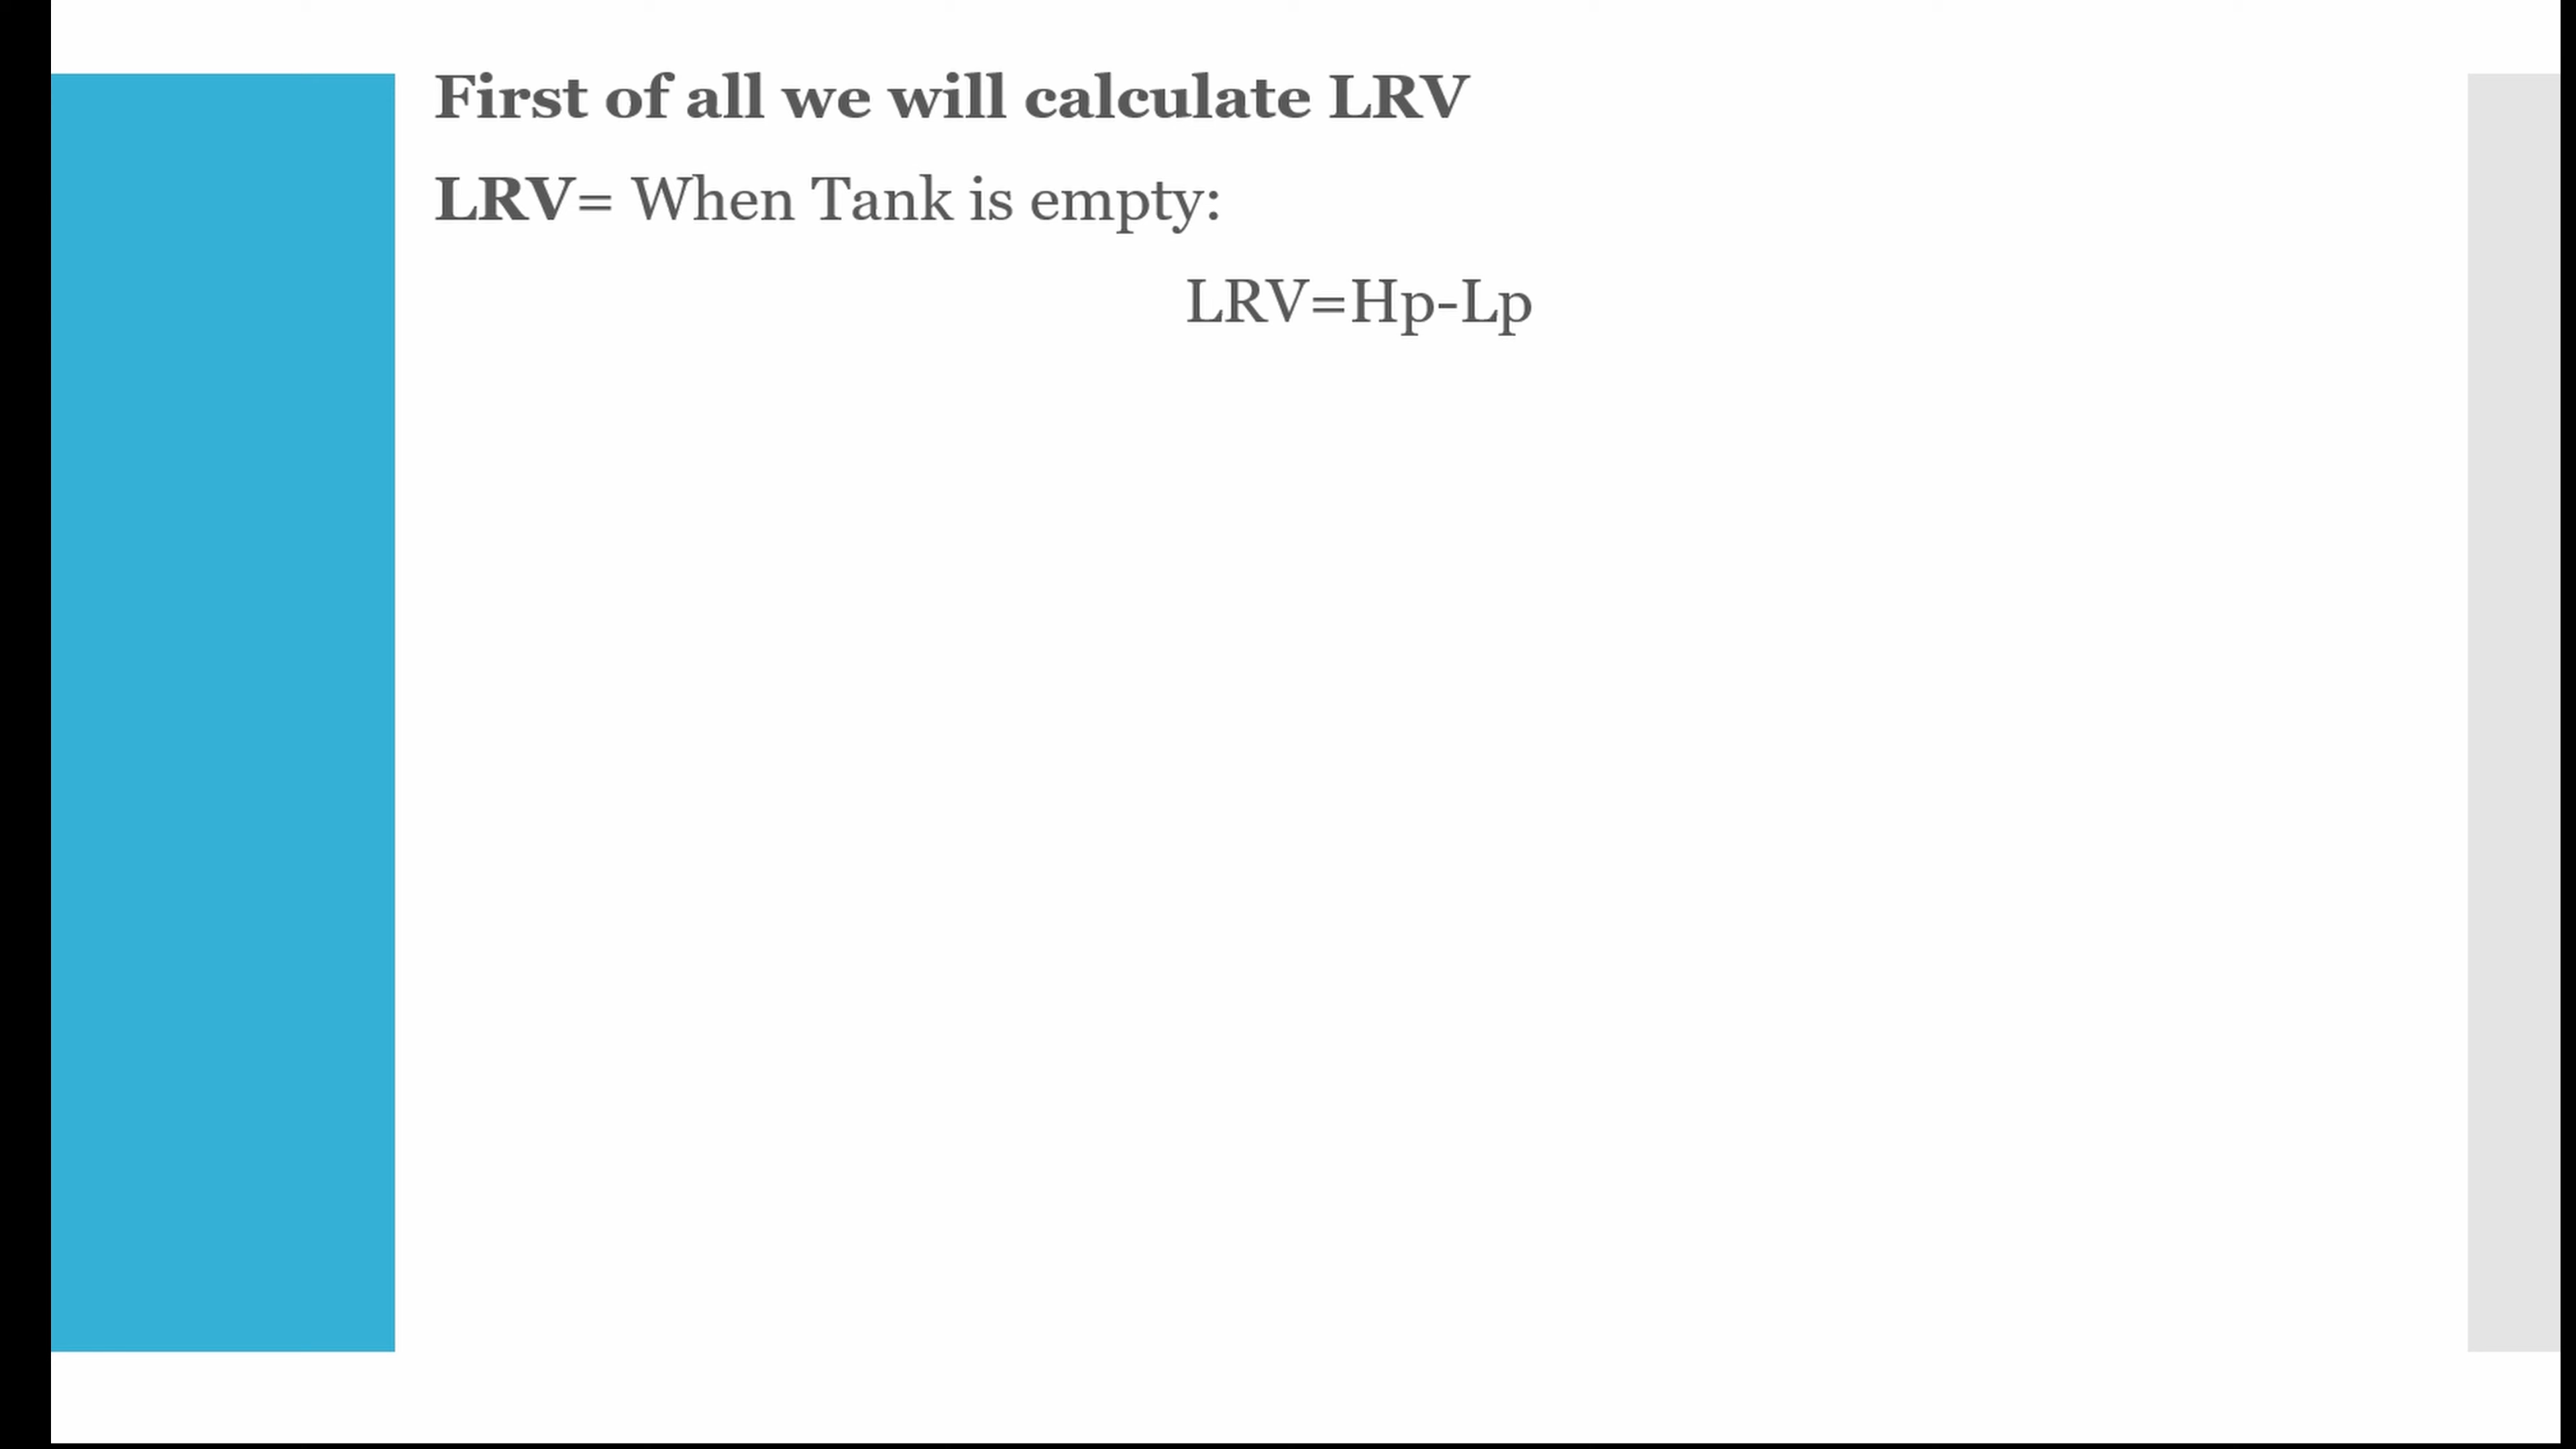 First of all we will calculate LRV
LRV= When Tank is empty:
LRV=Hp-Lp